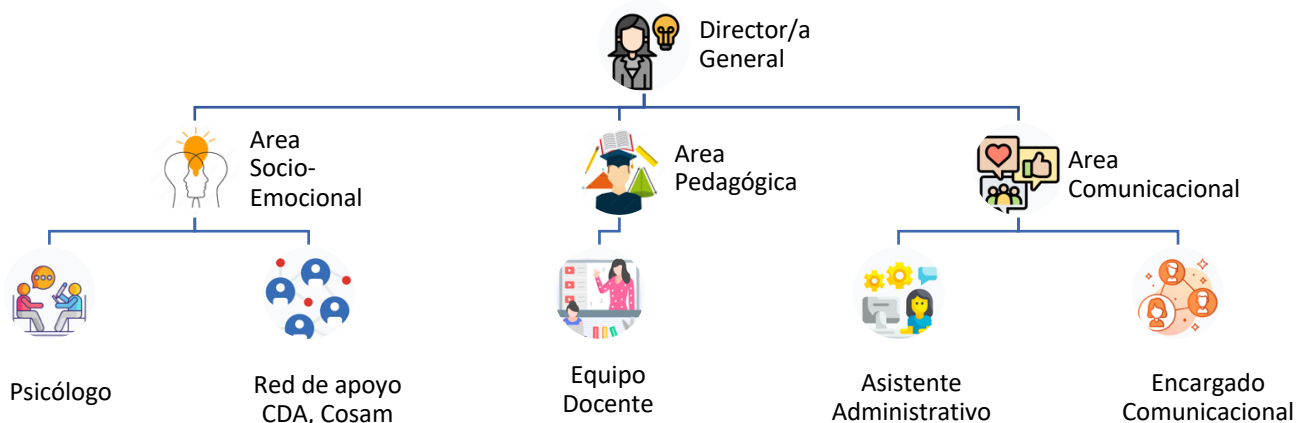 Director/a
General
Area
Socio-
Emocional
Area
Pedagógica
Area
Comunicacional
Psicólogo
Red de apoyo
CDA, Cosam
Equipo
Docente
Asistente
Administrativo
Encargado
Comunicacional